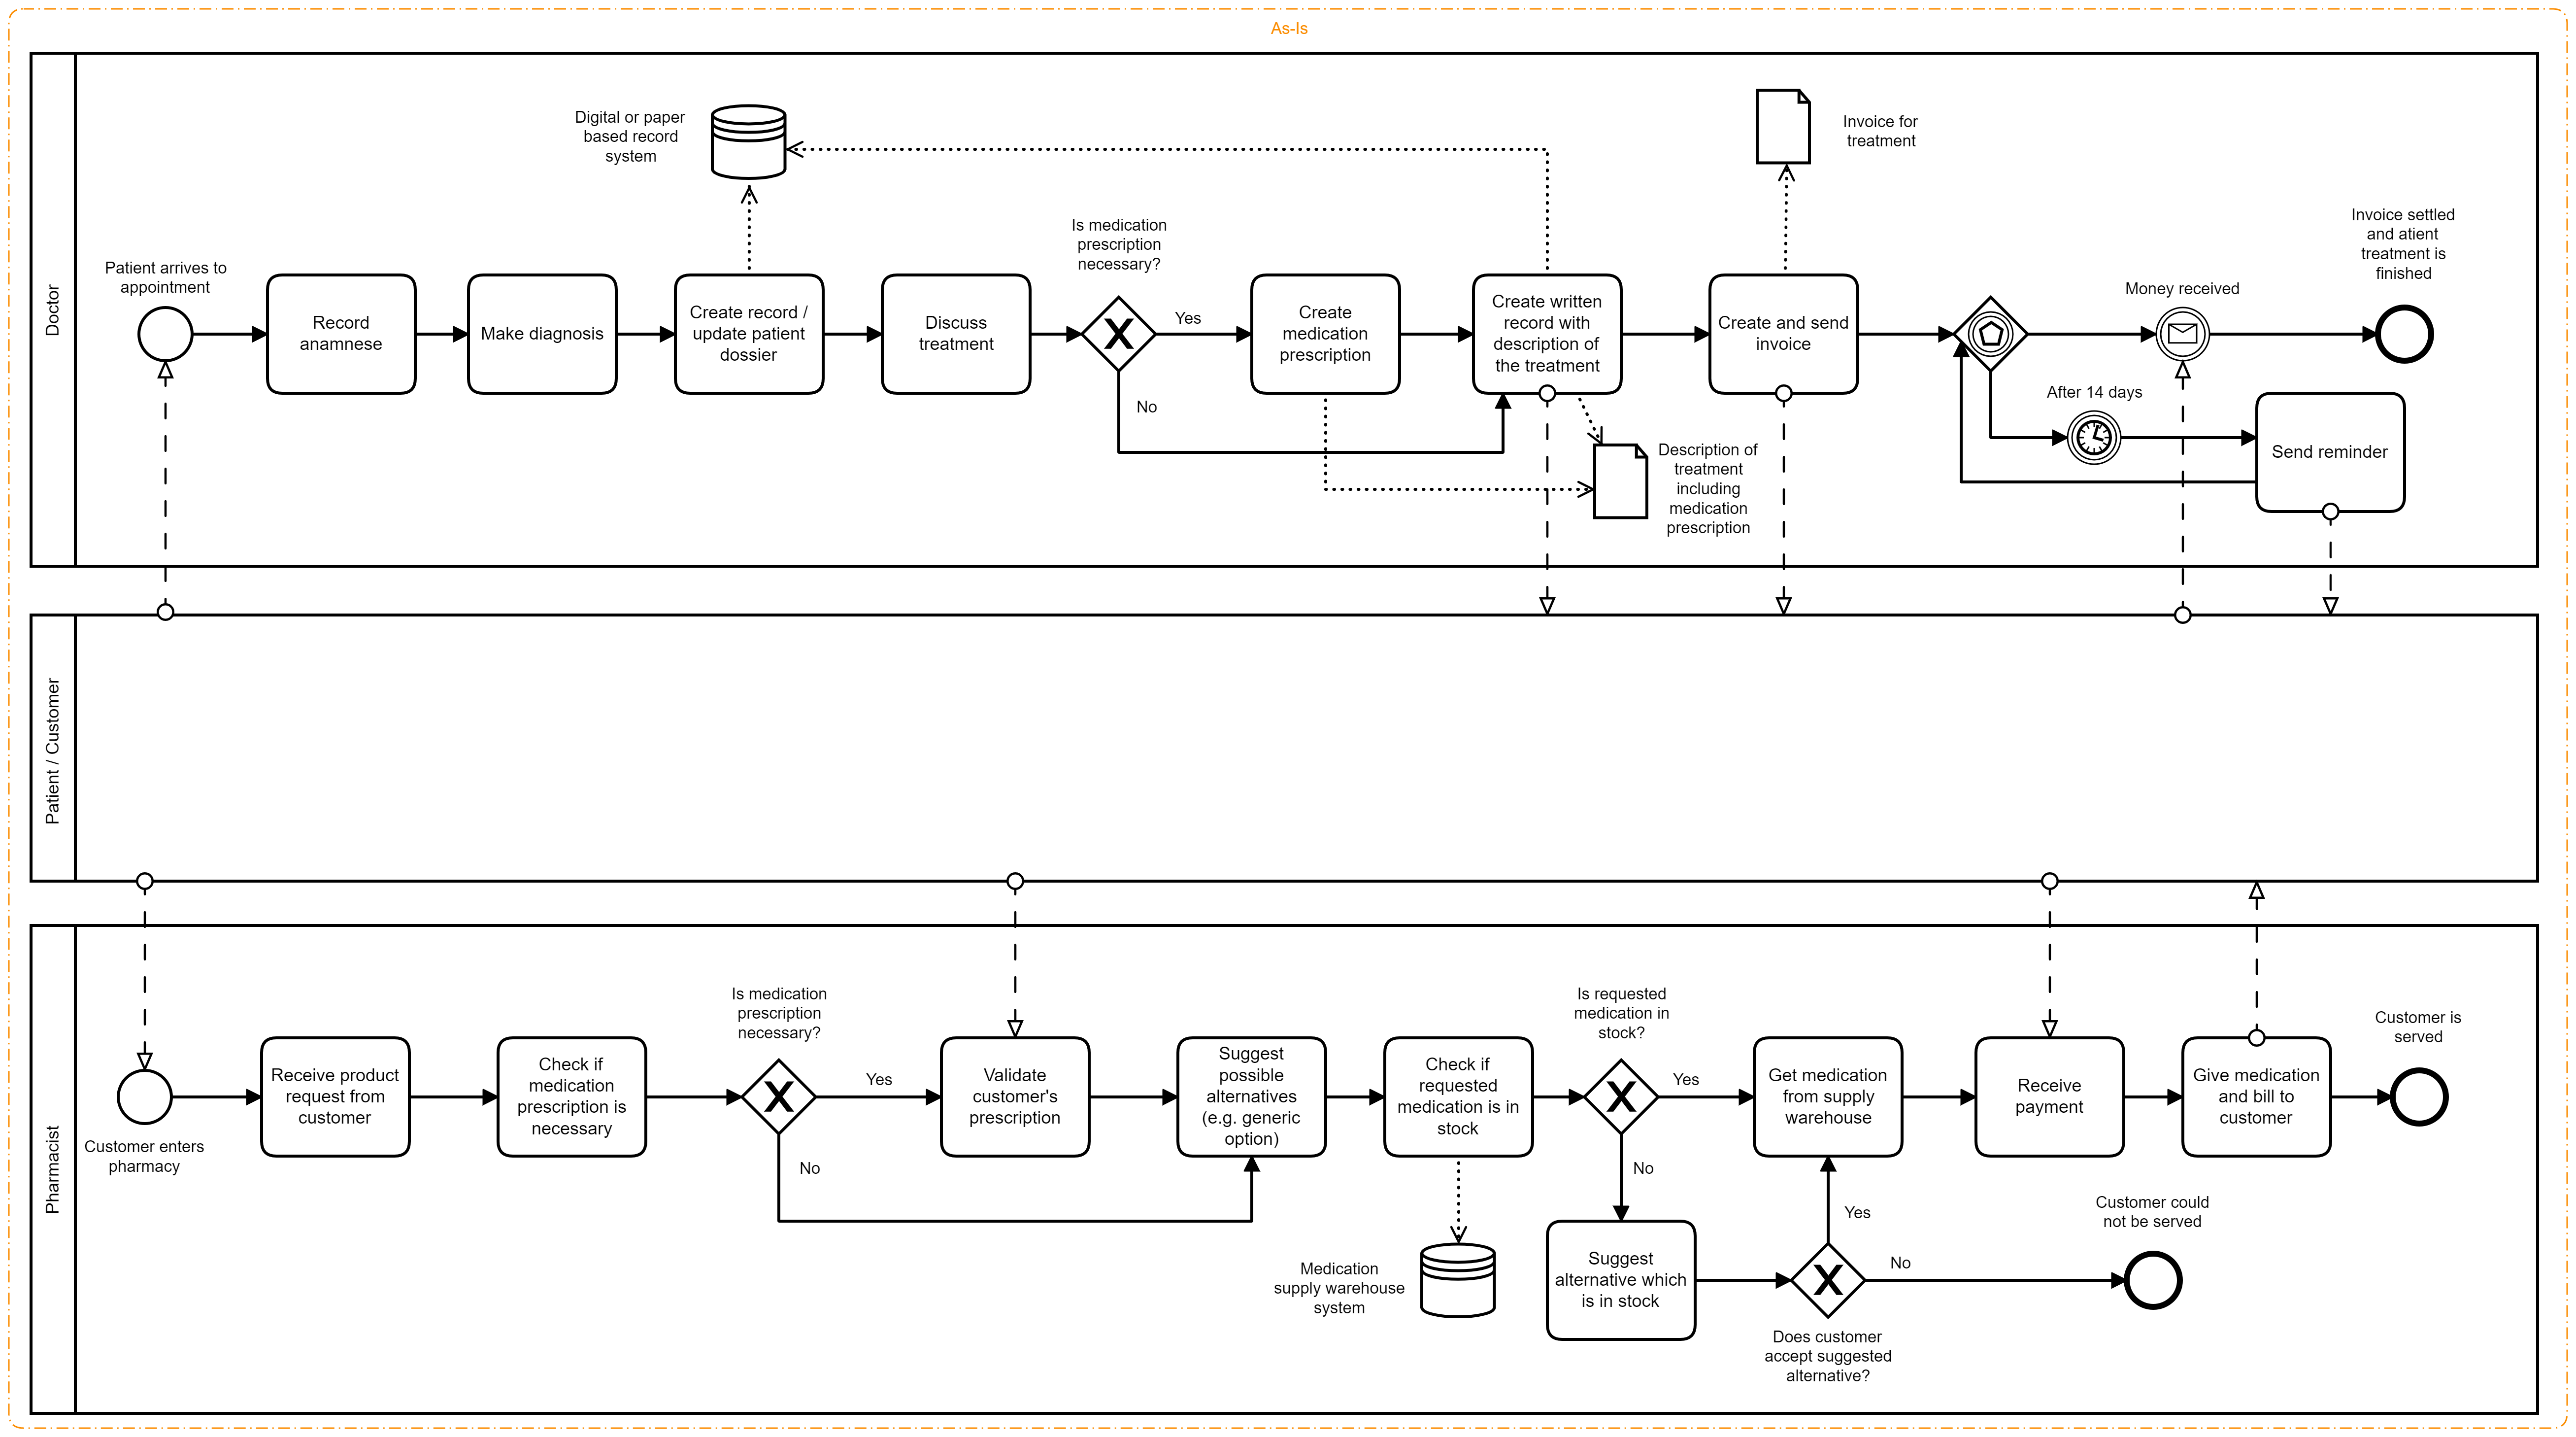 As-Is
Doctor
Digital or paper
based record
system
Invoice for
treatment
Patient arrives to
appointment
Record
anamnese
Make diagnosis
Create record /
update patient
dossier
Discuss
treatment
Is medication
prescription
necessary?
Yes
No
Create
medication
prescription
Create written
record with
description of
the treatment
Description of
treatment
including
medication
prescription
Create and send
invoice
Money received
After 14 days
Send reminder
Invoice settled
and atient
treatment is
finished
Patient / Customer
Pharmacist
Customer enters
pharmacy
Receive product
request from
customer
Check if
medication
prescription is
necessary
Is medication
prescription
necessary?
Yes
No
Validate
customer's
prescription
Suggest
possible
alternatives
(e.g. generic
option)
Check if
requested
medication is in
stock
Medication
supply warehouse
system
Is requested
medication in
stock?
Yes
No
Suggest
alternative which
is in stock
Does customer
accept suggested
alternative?
Yes
No
Get medication
from supply
warehouse
Receive
payment
Give medication
and bill to
customer
Customer is
served
Customer could
not be served